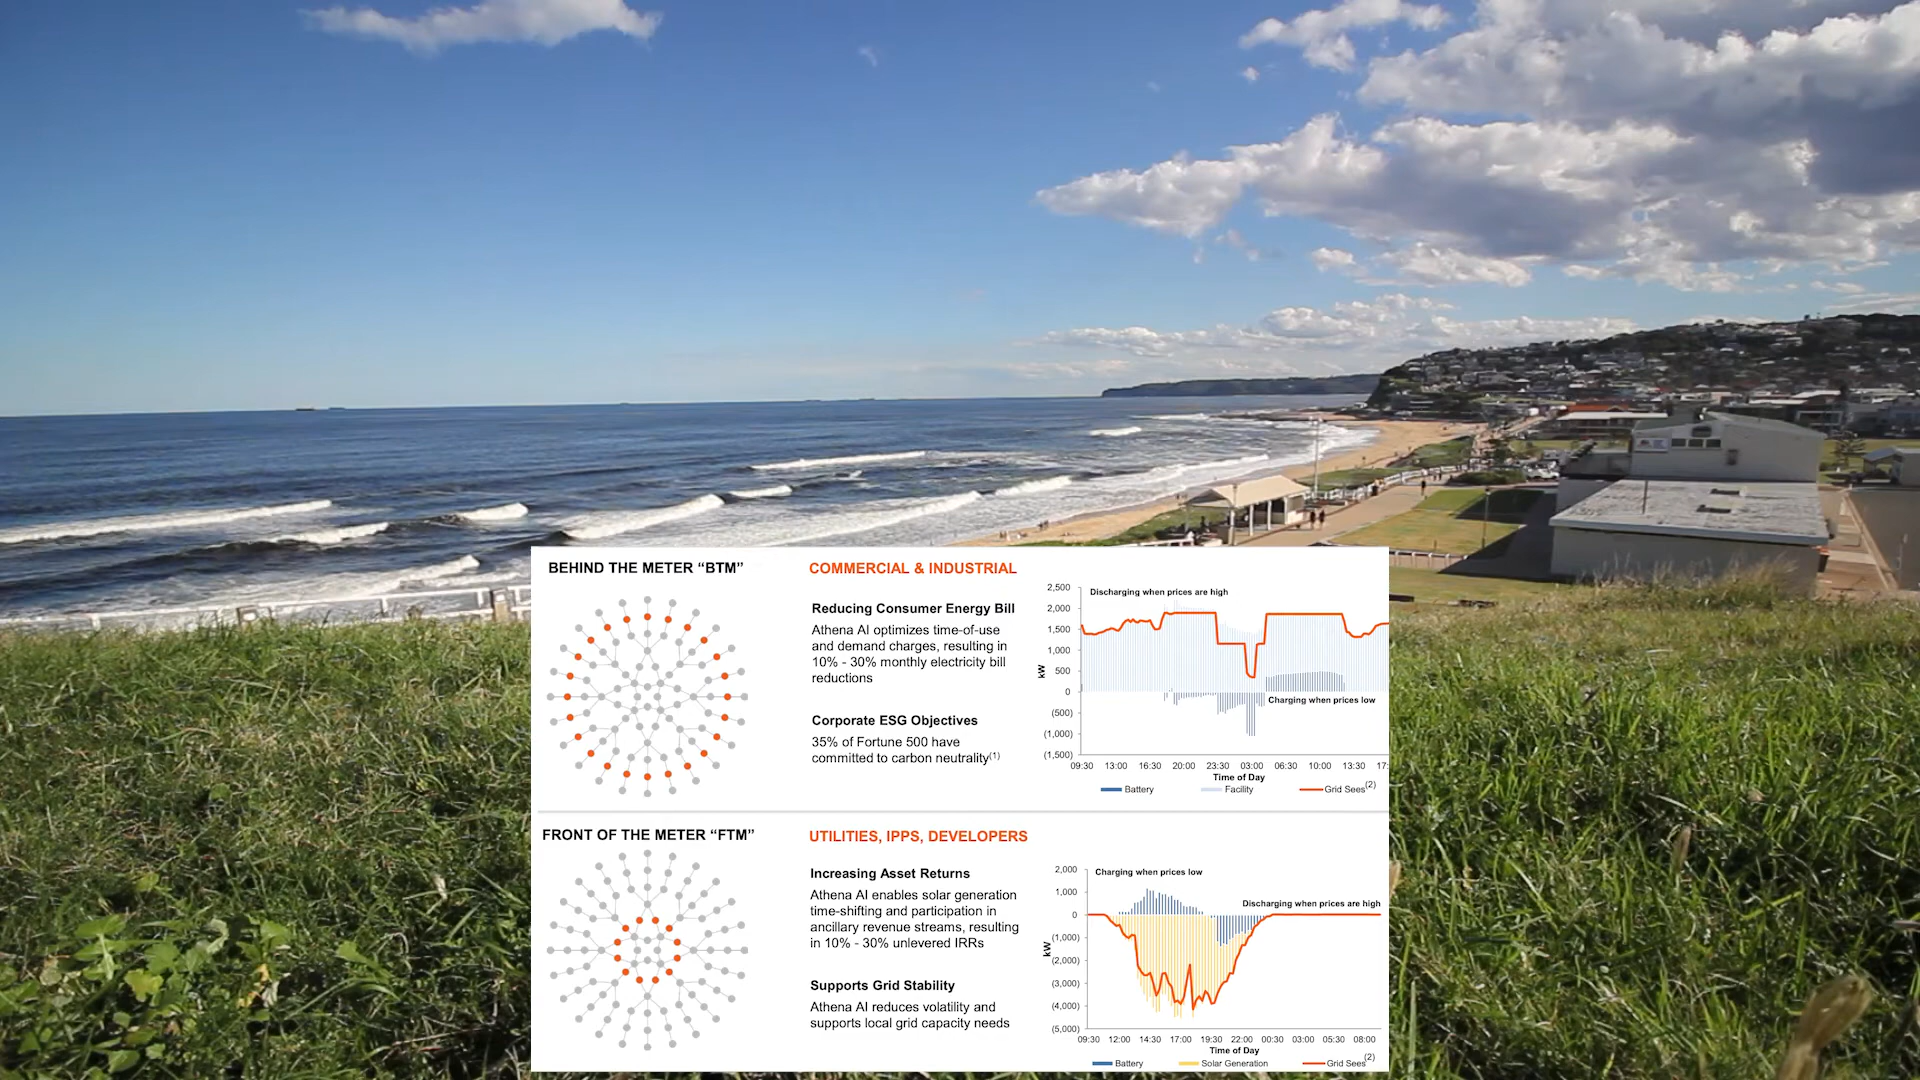 BEHIND THE METER “BTM”
COMMERCIAL & INDUSTRIAL
Reducing Consumer Energy Bill
Athena AI optimizes time-of-use
and demand charges, resulting in
10% - 30% monthly electricity bill
reductions
Corporate ESG Objectives
35% of Fortune 500 have
committed to carbon neutrality(1)
Discharging when prices are high
2,500
2,000
1,500
1,000
500
0
(500)
(1,000)
(1,500)
kW
Charging when prices low
09:30 13:00 16:30 20:00 23:30 03:00 06:30 10:00 13:30 17:
Time of Day
Battery Facility Grid Sees(2)
FRONT OF THE METER “FTM”
UTILITIES, IPPS, DEVELOPERS
Increasing Asset Returns
Athena AI enables solar generation
time-shifting and participation in
ancillary revenue streams, resulting
in 10% - 30% unlevered IRRs
Supports Grid Stability
Athena AI reduces volatility and
supports local grid capacity needs
Charging when prices low
Discharging when prices are high
2,000
1,000
0
(1,000)
(2,000)
(3,000)
(4,000)
(5,000)
kW
09:30 12:00 14:30 17:00 19:30 22:00 00:30 03:00 05:30 08:00
Time of Day
Battery Solar Generation Grid Sees(2)